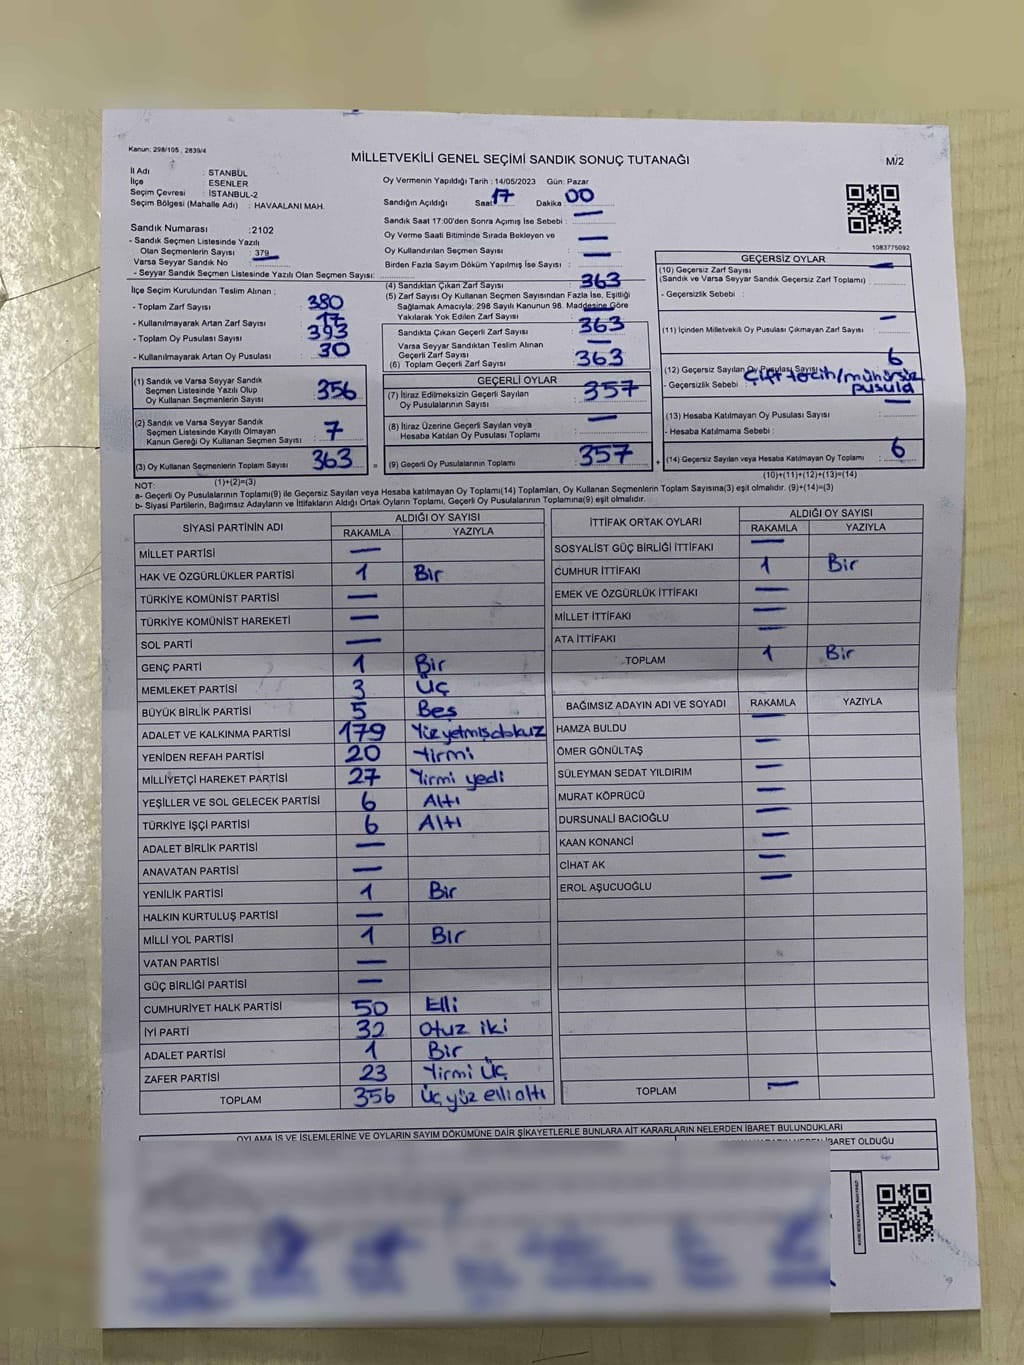 Kanun: 298/105 , 2839/4
MİLLETVEKİLİ GENEL SEÇİMİ SANDIK SONUÇ TUTANAĞI
M/2
İl Adı : STANBUL
İlçe : ESENLER
Seçim Çevresi : İSTANBUL-2
Seçim Bölgesi (Mahalle Adı) : HAVAALANI MAH.
Oy Vermenin Yapıldığı Tarih : 14/05/2023 Gün: Pazar
Sandığın Açıldığı Saat 17 Dakika 00
Sandık Saat 17:00'den Sonra Açımış İse Sebebi : —
Oy Verme Saati Bitiminde Sırada Bekleyen ve
Oy Kullandırılan Seçmen Sayısı : —
Birden Fazla Sayım Döküm Yapılmış İse Sayısı : —
1083775092
Sandık Numarası : 2102
- Sandık Seçmen Listesinde Yazılı
Olan Seçmenlerin Sayısı : 379
Varsa Seyyar Sandık No : —
- Seyyar Sandık Seçmen Listesinde Yazılı Olan Seçmen Sayısı:
İlçe Seçim Kurulundan Teslim Alınan ;
- Toplam Zarf Sayısı : 380
- Kullanılmayarak Artan Zarf Sayısı : 17
- Toplam Oy Pusulası Sayısı : 393
- Kullanılmayarak Artan Oy Pusulası : 30
(1) Sandık ve Varsa Seyyar Sandık
Seçmen Listesinde Yazılı Olup
Oy Kullanan Seçmenlerin Sayısı : 356
(2) Sandık ve Varsa Seyyar Sandık
Seçmen Listesinde Kayıtlı Olmayan
Kanun Gereği Oy Kullanan Seçmen Sayısı : 7
(3) Oy Kullanan Seçmenlerin Toplam Sayısı : 363
(1)+(2)=(3)
(4) Sandıktan Çıkan Zarf Sayısı : 363
(5) Zarf Sayısı Oy Kullanan Seçmen Sayısından Fazla İse, Eşitliği
Sağlamak Amacıyla; 298 Sayılı Kanunun 98. Maddesine Göre
Yakılarak Yok Edilen Zarf Sayısı : —
Sandıkta Çıkan Geçerli Zarf Sayısı : 363
Varsa Seyyar Sandıktan Teslim Alınan
Geçerli Zarf Sayısı : —
(6) Toplam Geçerli Zarf Sayısı : 363
GEÇERLİ OYLAR
(7) İtiraz Edilmeksizin Geçerli Sayılan
Oy Pusulalarının Sayısı : 357
(8) İtiraz Üzerine Geçerli Sayılan veya
Hesaba Katılan Oy Pusulası Toplamı : —
= (9) Geçerli Oy Pusulalarının Toplamı : 357
GEÇERSİZ OYLAR
(10) Geçersiz Zarf Sayısı : —
(Sandık ve Varsa Seyyar Sandık Geçersiz Zarf Toplamı)
- Geçersizlik Sebebi :
(11) İçinden Milletvekili Oy Pusulası Çıkmayan Zarf Sayısı : —
(12) Geçersiz Sayılan Oy Pusulası Sayısı : 6
- Geçersizlik Sebebi : Çift tercih/mühürsüz
pusula
(13) Hesaba Katılmayan Oy Pusulası Sayısı : —
- Hesaba Katılmama Sebebi :
+ (14) Geçersiz Sayılan veya Hesaba Katılmayan Oy Toplamı : 6
(10)+(11)+(12)+(13)=(14)
NOT:
a- Geçerli Oy Pusulalarının Toplamı(9) ile Geçersiz Sayılan veya Hesaba katılmayan Oy Toplamı(14) Toplamları, Oy Kullanan Seçmenlerin Toplam Sayısına(3) eşit olmalıdır. (9)+(14)=(3)
b- Siyasi Partilerin, Bağımsız Adayların ve İttifakların Aldığı Ortak Oyların Toplamı, Geçerli Oy Pusulalarının Toplamına(9) eşit olmalıdır.
SİYASİ PARTİNİN ADI ALDIĞI OY SAYISI
RAKAMLA YAZIYLA
MİLLET PARTİSİ —
HAK VE ÖZGÜRLÜKLER PARTİSİ 1 Bir
TÜRKİYE KOMÜNİST PARTİSİ —
TÜRKİYE KOMÜNİST HAREKETİ —
SOL PARTİ —
GENÇ PARTİ 1 Bir
MEMLEKET PARTİSİ 3 Üç
BÜYÜK BİRLİK PARTİSİ 5 Beş
ADALET VE KALKINMA PARTİSİ 179 Yüz yetmişdokuz
YENİDEN REFAH PARTİSİ 20 Yirmi
MİLLİYETÇİ HAREKET PARTİSİ 27 Yirmi yedi
YEŞİLLER VE SOL GELECEK PARTİSİ 6 Altı
TÜRKİYE İŞÇİ PARTİSİ 6 Altı
ADALET BİRLİK PARTİSİ —
ANAVATAN PARTİSİ —
YENİLİK PARTİSİ 1 Bir
HALKIN KURTULUŞ PARTİSİ —
MİLLİ YOL PARTİSİ 1 Bir
VATAN PARTİSİ —
GÜÇ BİRLİĞİ PARTİSİ —
CUMHURİYET HALK PARTİSİ 50 Elli
İYİ PARTİ 32 Otuz iki
ADALET PARTİSİ 1 Bir
ZAFER PARTİSİ 23 Yirmi Üç
TOPLAM 356 Üç yüz elli altı
İTTİFAK ORTAK OYLARI ALDIĞI OY SAYISI
RAKAMLA YAZIYLA
SOSYALİST GÜÇ BİRLİĞİ İTTİFAKI —
CUMHUR İTTİFAKI 1 Bir
EMEK VE ÖZGÜRLÜK İTTİFAKI —
MİLLET İTTİFAKI —
ATA İTTİFAKI —
TOPLAM 1 Bir
BAĞIMSIZ ADAYIN ADI VE SOYADI RAKAMLA YAZIYLA
HAMZA BULDU —
ÖMER GÖNÜLTAŞ —
SÜLEYMAN SEDAT YILDIRIM —
MURAT KÖPRÜCÜ —
DURSUNALİ BACIOĞLU —
KAAN KONANCİ —
CİHAT AK —
EROL AŞUCUOĞLU —
TOPLAM —
OYLAMA İŞ VE İŞLEMLERİNE VE OYLARIN SAYIM DÖKÜMÜNE DAİR ŞİKAYETLERLE BUNLARA AİT KARARLARIN NELERDEN İBARET BULUNDUKLARI
İBARET OLDUĞU